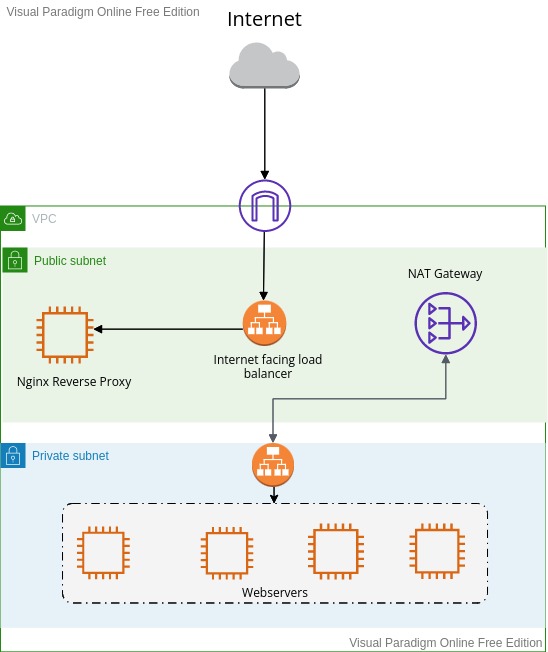 Visual Paradigm Online Free Edition
Internet
VPC
Public subnet
NAT Gateway
Internet facing load
balancer
Nginx Reverse Proxy
Private subnet
Webservers
Visual Paradigm Online Free Edition